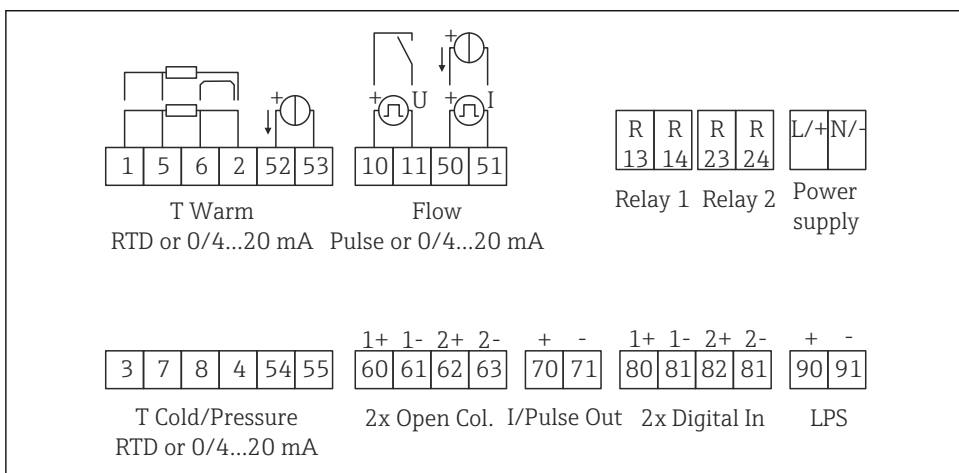 + U + I +
+
1 5 6 2 52 53
10 11 50 51
R R R R L/+ N/-
13 14 23 24
T Warm
RTD or 0/4...20 mA
Flow
Pulse or 0/4...20 mA
Relay 1 Relay 2 Power
supply
1+ 1- 2+ 2- + - 1+ 1- 2+ 2- + -
3 7 8 4 54 55 60 61 62 63 70 71 80 81 82 81 90 91
T Cold/Pressure
RTD or 0/4...20 mA
2x Open Col. I/Pulse Out 2x Digital In LPS